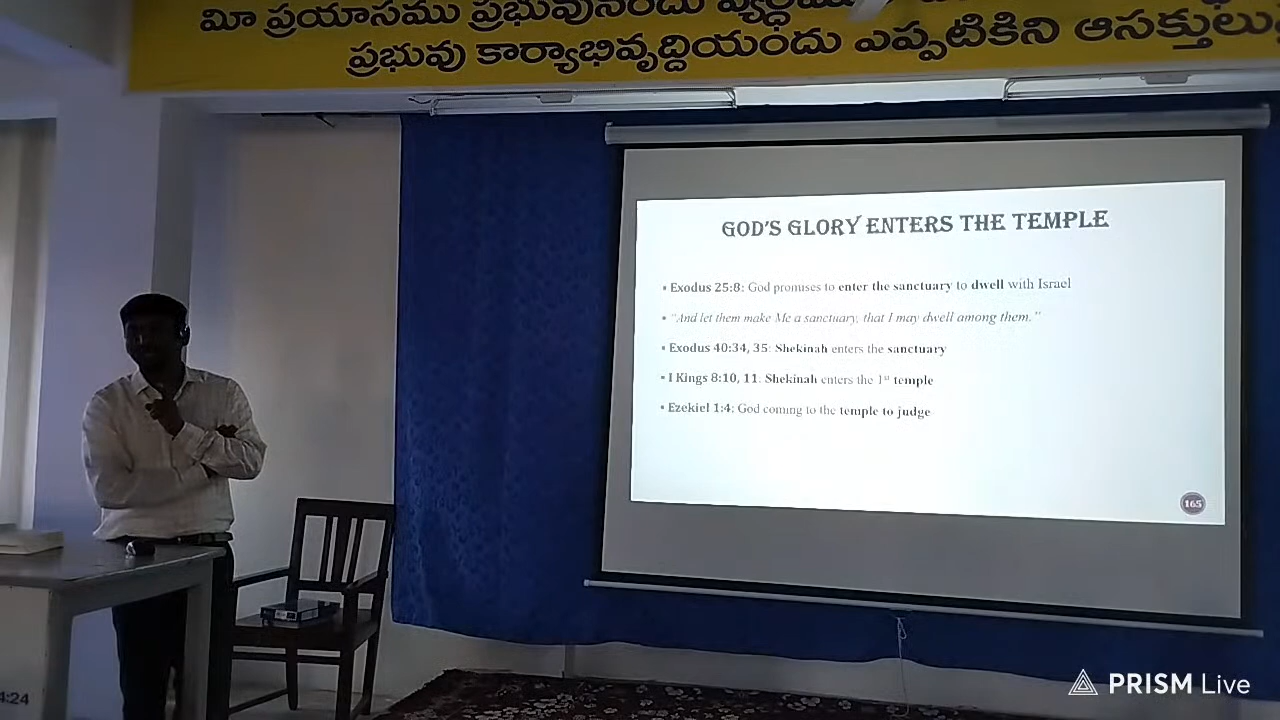 మీ ప్రయాసము ప్రభువునందు వ్యర్థము
ప్రభువు కార్యాభివృద్దియందు ఎప్పటికిని ఆసక్తులు
GOD'S GLORY ENTERS THE TEMPLE
▪ Exodus 25:8: God promises to enter the sanctuary to dwell with Israel
▪ "And let them make Me a sanctuary, that I may dwell among them."
▪ Exodus 40:34, 35: Shekinah enters the sanctuary
▪ I Kings 8:10, 11: Shekinah enters the 1st temple
▪ Ezekiel 1:4: God coming to the temple to judge
165
4:24
PRISM Live